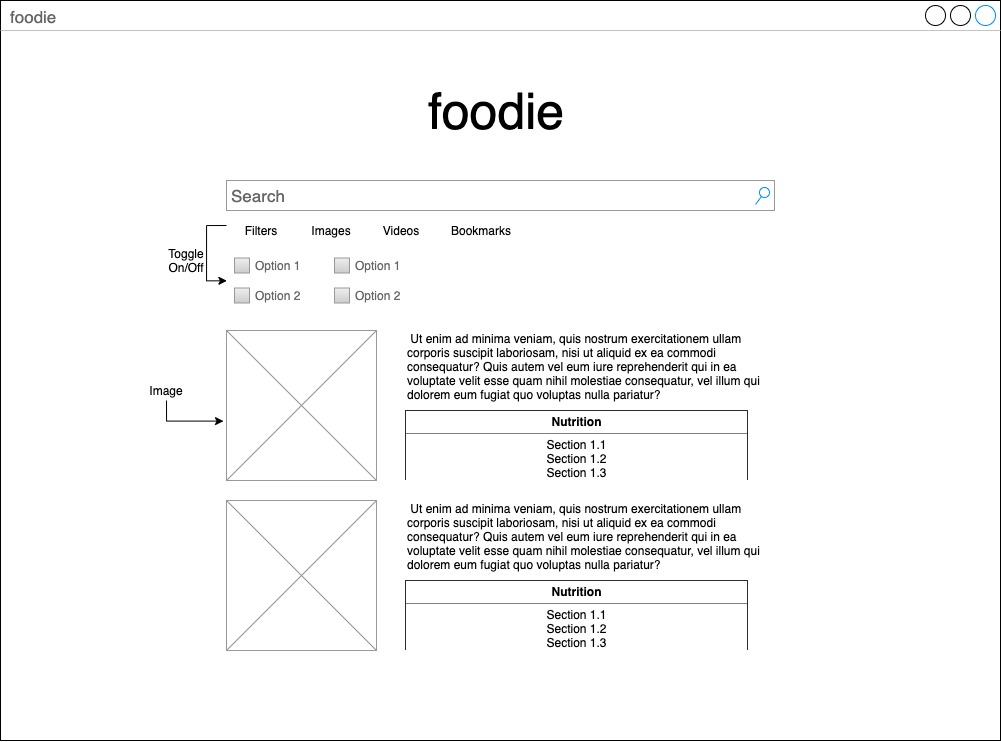 foodie
foodie
Search
Filters Images Videos Bookmarks
Toggle
On/Off
Option 1 Option 1
Option 2 Option 2
Image
Ut enim ad minima veniam, quis nostrum exercitationem ullam
corporis suscipit laboriosam, nisi ut aliquid ex ea commodi
consequatur? Quis autem vel eum iure reprehenderit qui in ea
voluptate velit esse quam nihil molestiae consequatur, vel illum qui
dolorem eum fugiat quo voluptas nulla pariatur?
Nutrition
Section 1.1
Section 1.2
Section 1.3
Ut enim ad minima veniam, quis nostrum exercitationem ullam
corporis suscipit laboriosam, nisi ut aliquid ex ea commodi
consequatur? Quis autem vel eum iure reprehenderit qui in ea
voluptate velit esse quam nihil molestiae consequatur, vel illum qui
dolorem eum fugiat quo voluptas nulla pariatur?
Nutrition
Section 1.1
Section 1.2
Section 1.3